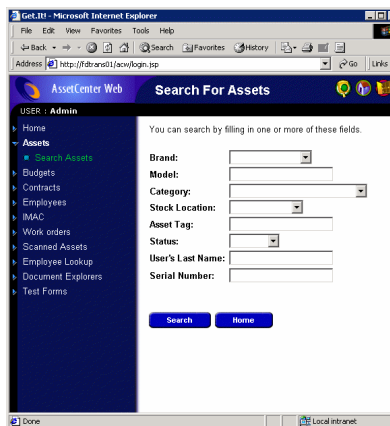 Get.It! - Microsoft Internet Explorer
File Edit View Favorites Tools Help
Back Search Favorites History
Address http://fdtrans01/acw/login.jsp Go Links
AssetCenter Web Search For Assets
USER : Admin
Home
Assets
Search Assets
Budgets
Contracts
Employees
IMAC
Work orders
Scanned Assets
Employee Lookup
Document Explorers
Test Forms
You can search by filling in one or more of these fields.
Brand:
Model:
Category:
Stock Location:
Asset Tag:
Status:
User's Last Name:
Serial Number:
Search Home
Done Local intranet